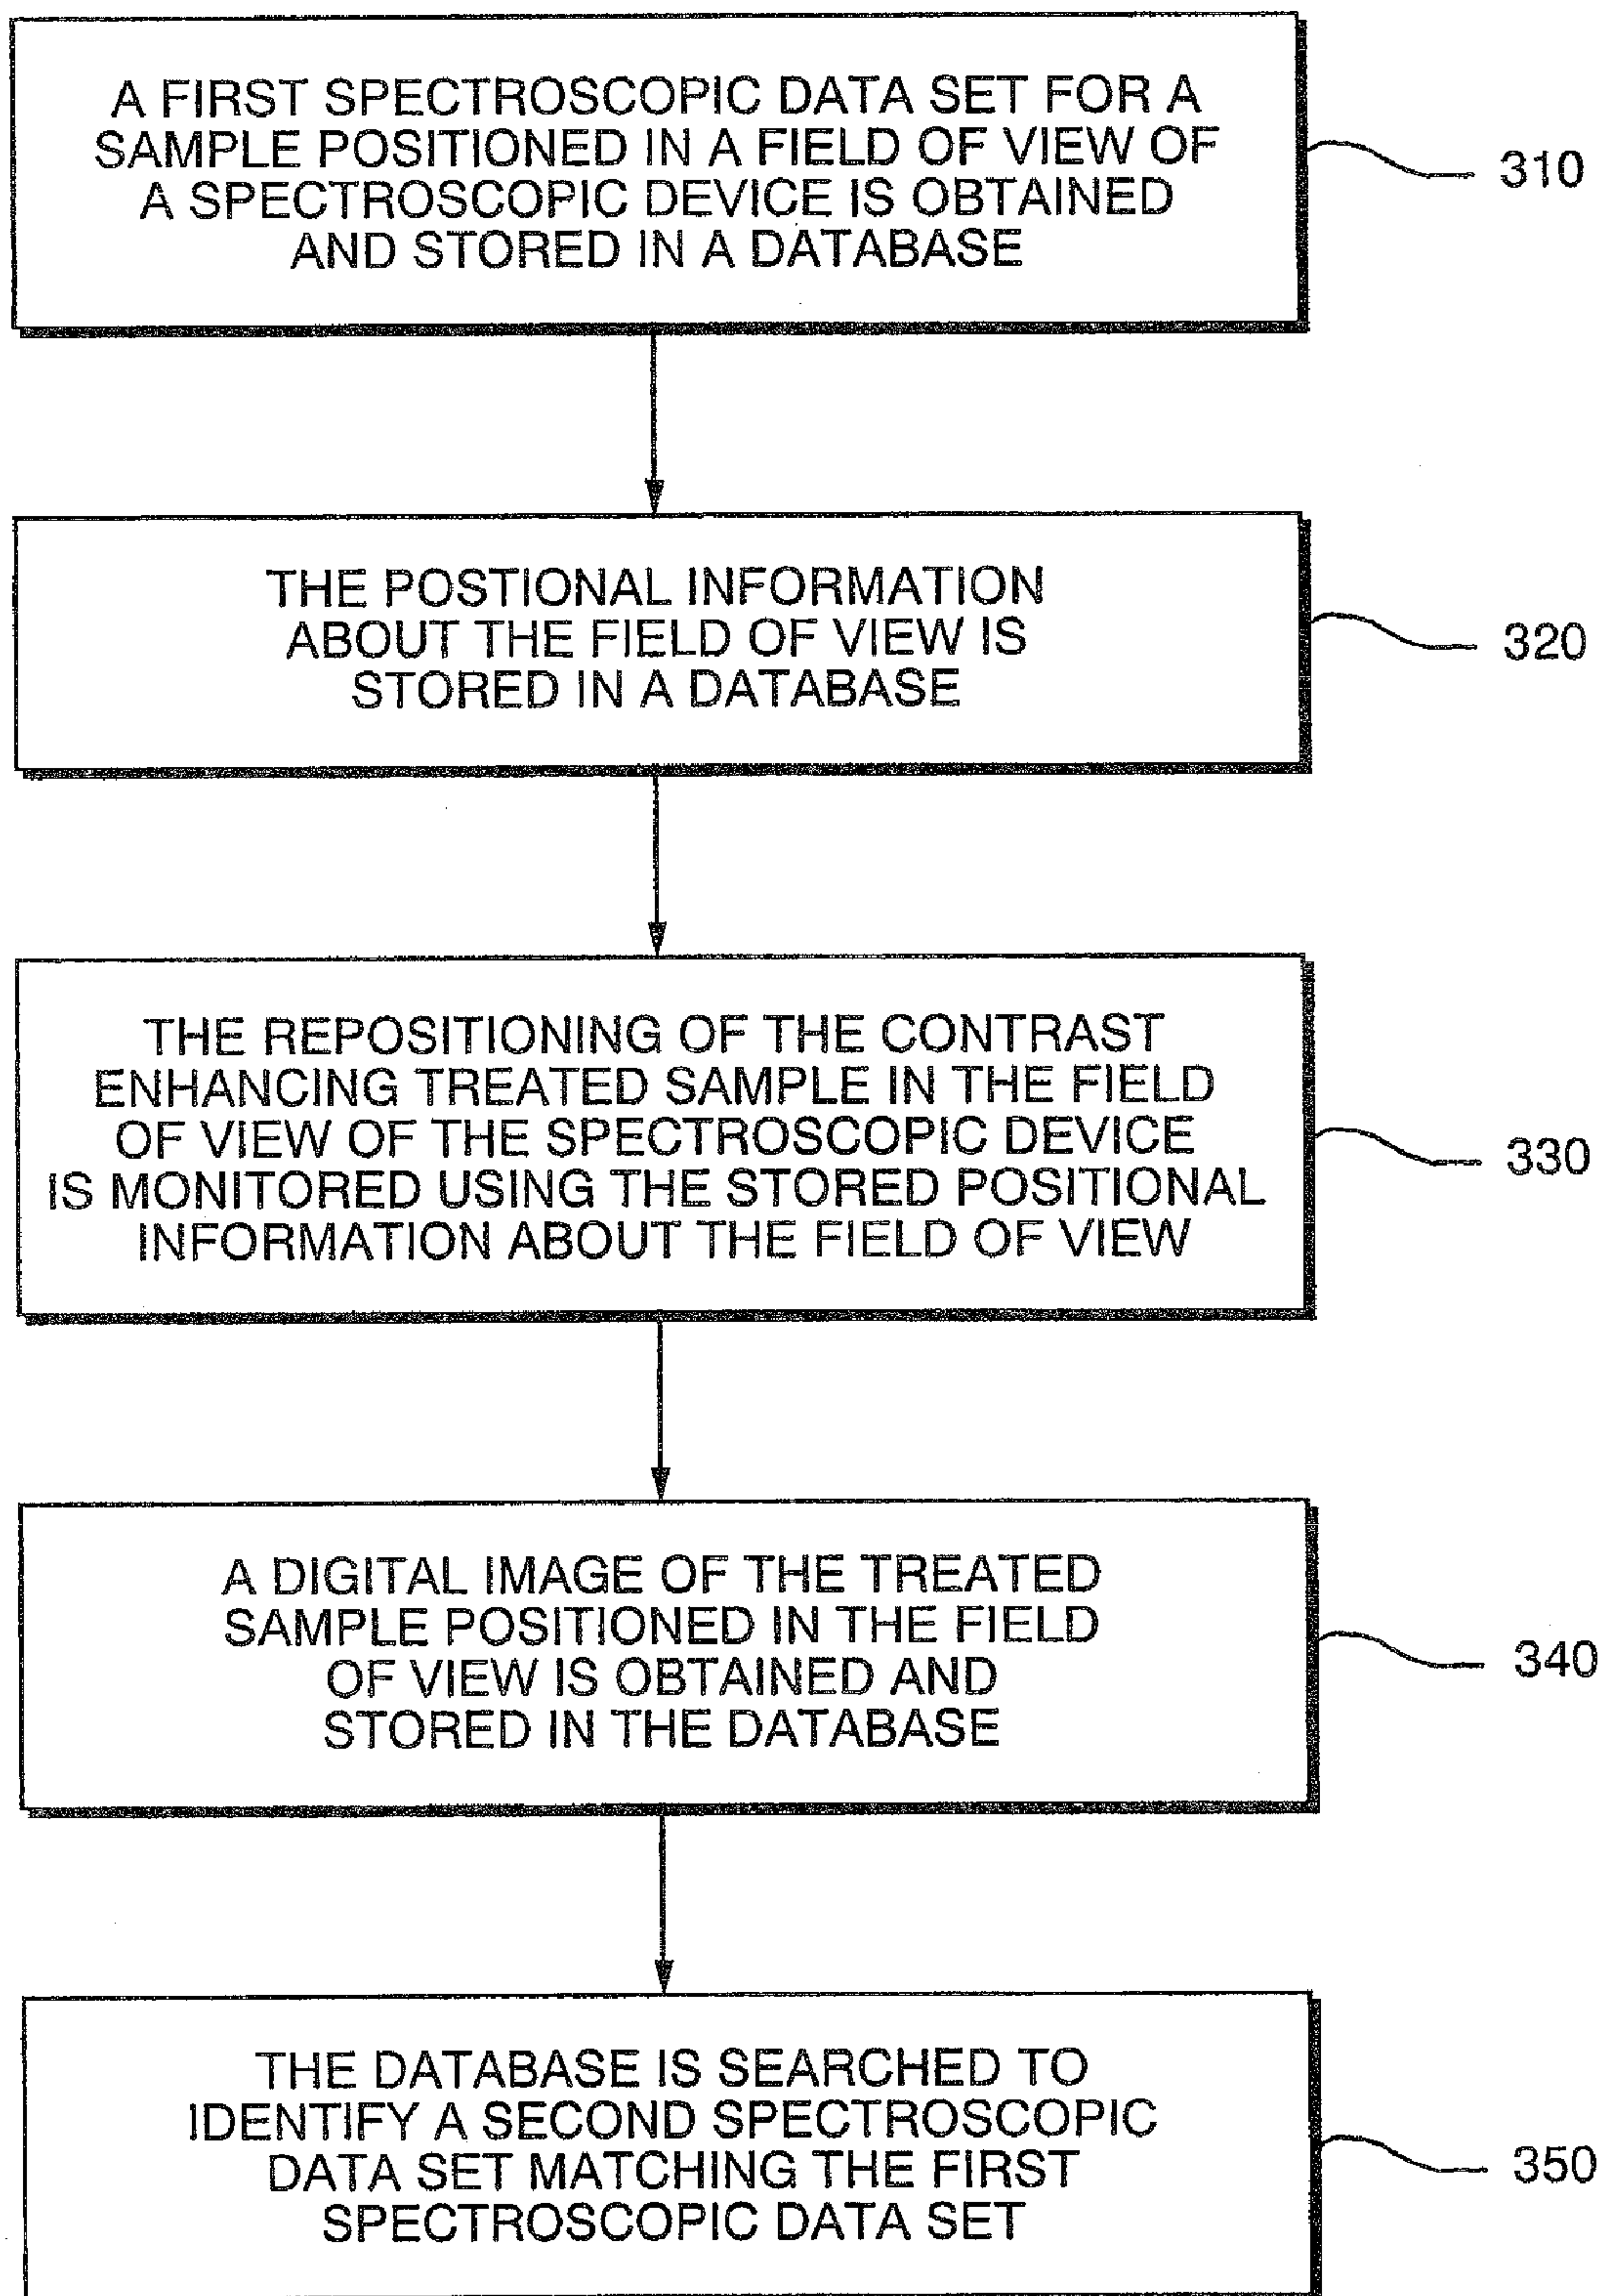 A FIRST SPECTROSCOPIC DATA SET FOR A
SAMPLE POSITIONED IN A FIELD OF VIEW OF
A SPECTROSCOPIC DEVICE IS OBTAINED
AND STORED IN A DATABASE
310
THE POSTIONAL INFORMATION
ABOUT THE FIELD OF VIEW IS
STORED IN A DATABASE
320
THE REPOSITIONING OF THE CONTRAST
ENHANCING TREATED SAMPLE IN THE FIELD
OF VIEW OF THE SPECTROSCOPIC DEVICE
IS MONITORED USING THE STORED POSITIONAL
INFORMATION ABOUT THE FIELD OF VIEW
330
A DIGITAL IMAGE OF THE TREATED
SAMPLE POSITIONED IN THE FIELD
OF VIEW IS OBTAINED AND
STORED IN THE DATABASE
340
THE DATABASE IS SEARCHED TO
IDENTIFY A SECOND SPECTROSCOPIC
DATA SET MATCHING THE FIRST
SPECTROSCOPIC DATA SET
350